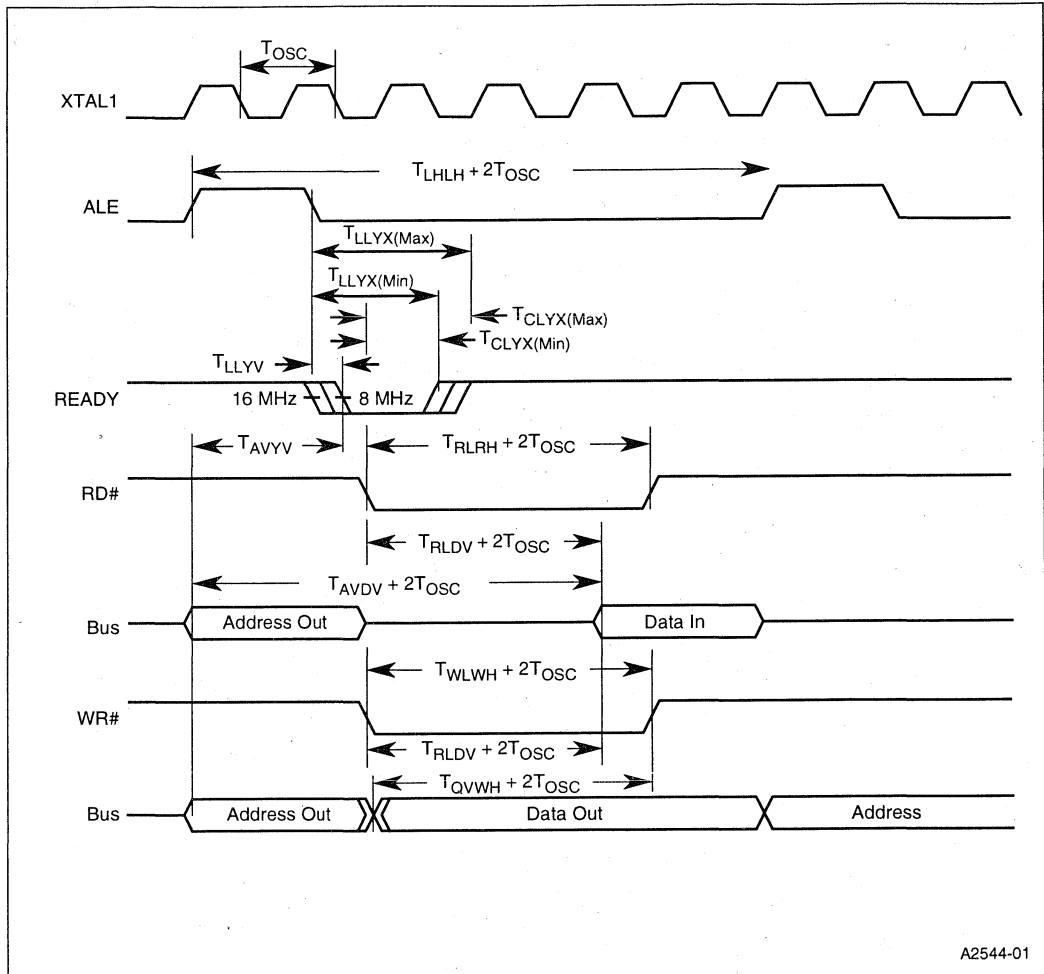 TOSC
XTAL1
TLHLH + 2TOSC
ALE
TLLYX(Max)
TLLYX(Min)
TCLYX(Max)
TCLYX(Min)
TLLYV
READY
16 MHz
8 MHz
TAVYV
TRLRH + 2TOSC
RD#
TRLDV + 2TOSC
TAVDV + 2TOSC
Bus
Address Out
Data In
TWLWH + 2TOSC
WR#
TRLDV + 2TOSC
TQVWH + 2TOSC
Bus
Address Out
Data Out
Address
A2544-01